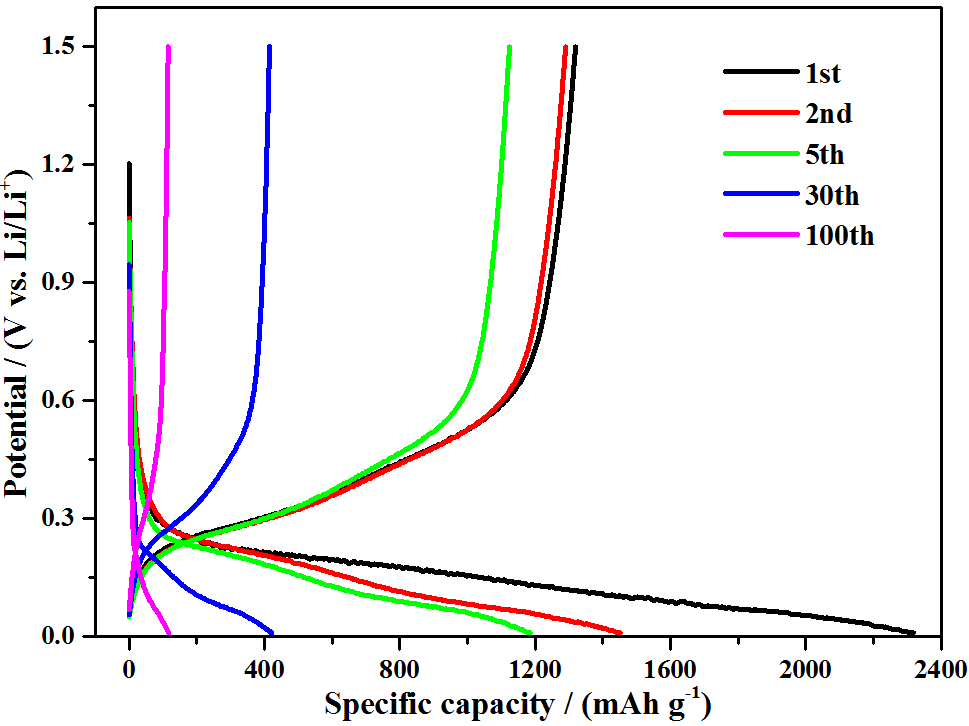 Potential / (V vs. Li/Li⁺)
1.5
1.2
0.9
0.6
0.3
0.0
1st
2nd
5th
30th
100th
0 400 800 1200 1600 2000 2400
Specific capacity / (mAh g⁻¹)